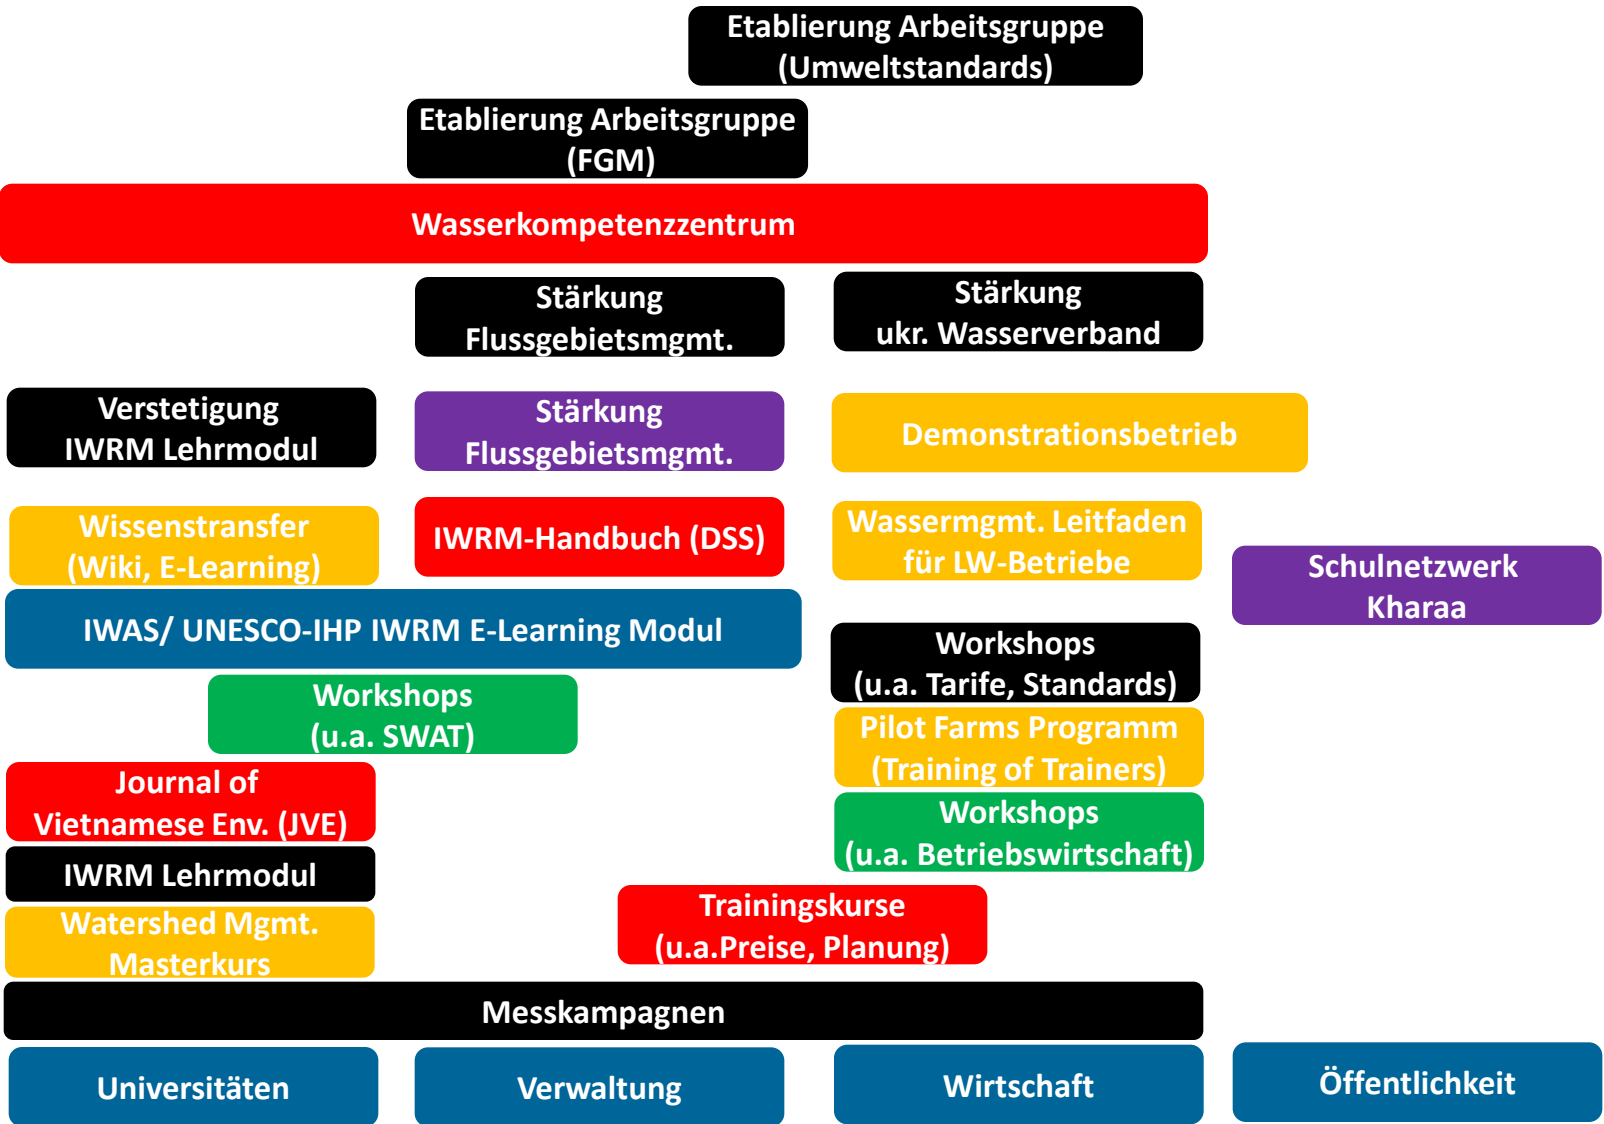 Etablierung Arbeitsgruppe
(Umweltstandards)
Etablierung Arbeitsgruppe
(FGM)
Wasserkompetenzzentrum
Stärkung
Flussgebietsmgmt.
Stärkung
ukr. Wasserverband
Verstetigung
IWRM Lehrmodul
Stärkung
Flussgebietsmgmt.
Demonstrationsbetrieb
Wissenstransfer
(Wiki, E-Learning)
IWRM-Handbuch (DSS)
Wassermgmt. Leitfaden
für LW-Betriebe
Schulnetzwerk
Kharaa
IWAS/ UNESCO-IHP IWRM E-Learning Modul
Workshops
(u.a. Tarife, Standards)
Workshops
(u.a. SWAT)
Pilot Farms Programm
(Training of Trainers)
Journal of
Vietnamese Env. (JVE)
Workshops
(u.a. Betriebswirtschaft)
IWRM Lehrmodul
Trainingskurse
(u.a.Preise, Planung)
Watershed Mgmt.
Masterkurs
Messkampagnen
Universitäten
Verwaltung
Wirtschaft
Öffentlichkeit